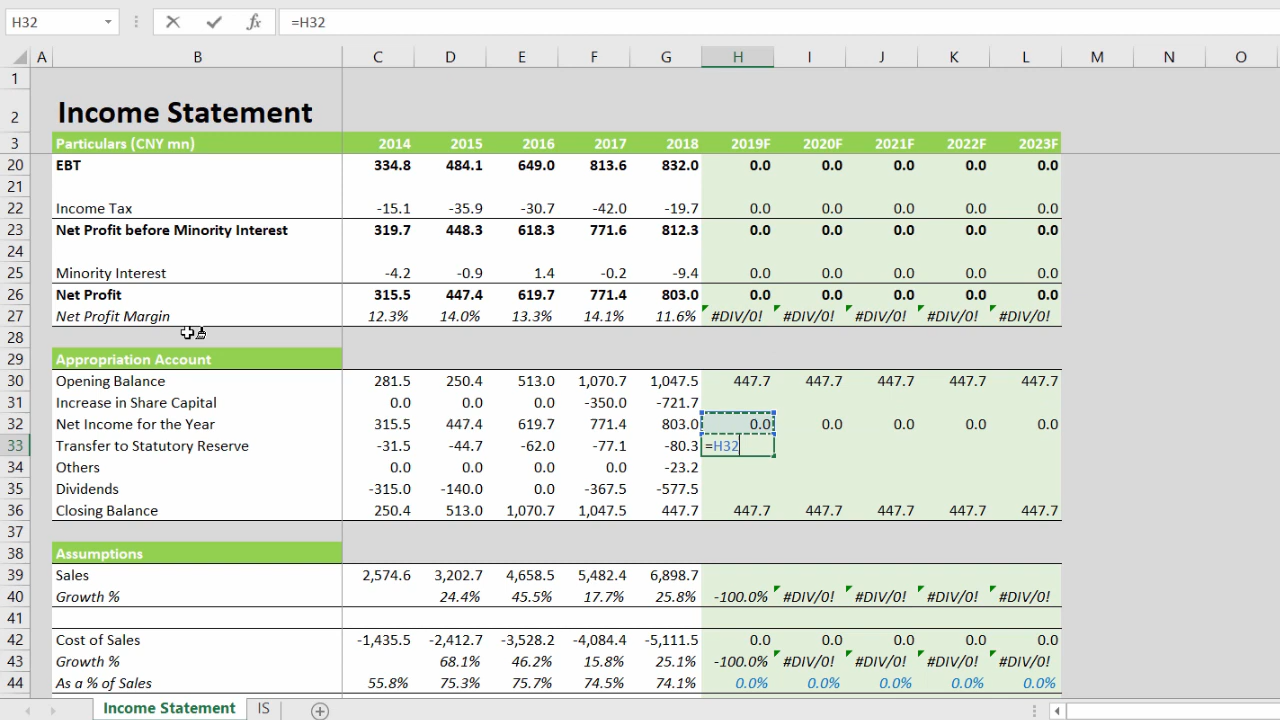 H32 =H32
A B C D E F G H I J K L M N O
1
2 Income Statement
3 Particulars (CNY mn) 2014 2015 2016 2017 2018 2019F 2020F 2021F 2022F 2023F
20 EBT 334.8 484.1 649.0 813.6 832.0 0.0 0.0 0.0 0.0 0.0
21
22 Income Tax -15.1 -35.9 -30.7 -42.0 -19.7 0.0 0.0 0.0 0.0 0.0
23 Net Profit before Minority Interest 319.7 448.3 618.3 771.6 812.3 0.0 0.0 0.0 0.0 0.0
24
25 Minority Interest -4.2 -0.9 1.4 -0.2 -9.4 0.0 0.0 0.0 0.0 0.0
26 Net Profit 315.5 447.4 619.7 771.4 803.0 0.0 0.0 0.0 0.0 0.0
27 Net Profit Margin 12.3% 14.0% 13.3% 14.1% 11.6% #DIV/0! #DIV/0! #DIV/0! #DIV/0! #DIV/0!
28
29 Appropriation Account
30 Opening Balance 281.5 250.4 513.0 1,070.7 1,047.5 447.7 447.7 447.7 447.7 447.7
31 Increase in Share Capital 0.0 0.0 0.0 -350.0 -721.7
32 Net Income for the Year 315.5 447.4 619.7 771.4 803.0 0.0 0.0 0.0 0.0 0.0
33 Transfer to Statutory Reserve -31.5 -44.7 -62.0 -77.1 -80.3 =H32
34 Others 0.0 0.0 0.0 0.0 -23.2
35 Dividends -315.0 -140.0 0.0 -367.5 -577.5
36 Closing Balance 250.4 513.0 1,070.7 1,047.5 447.7 447.7 447.7 447.7 447.7 447.7
37
38 Assumptions
39 Sales 2,574.6 3,202.7 4,658.5 5,482.4 6,898.7
40 Growth % 24.4% 45.5% 17.7% 25.8% -100.0% #DIV/0! #DIV/0! #DIV/0! #DIV/0!
41
42 Cost of Sales -1,435.5 -2,412.7 -3,528.2 -4,084.4 -5,111.5 0.0 0.0 0.0 0.0 0.0
43 Growth % 68.1% 46.2% 15.8% 25.1% -100.0% #DIV/0! #DIV/0! #DIV/0! #DIV/0!
44 As a % of Sales 55.8% 75.3% 75.7% 74.5% 74.1% 0.0% 0.0% 0.0% 0.0% 0.0%
Income Statement IS